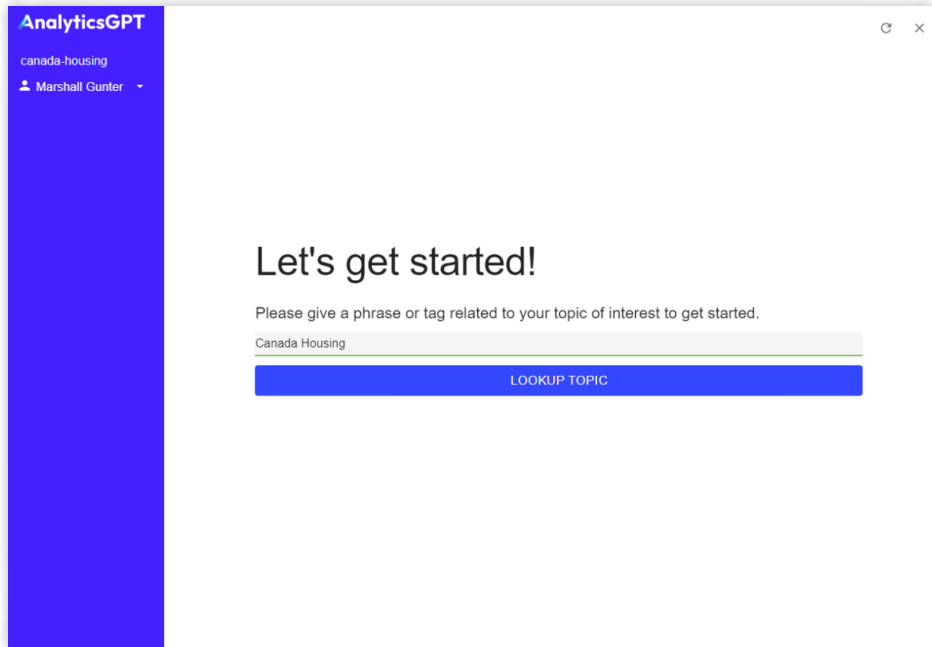 AnalyticsGPT
canada-housing
Marshall Gunter
Let's get started!
Please give a phrase or tag related to your topic of interest to get started.
Canada Housing
LOOKUP TOPIC